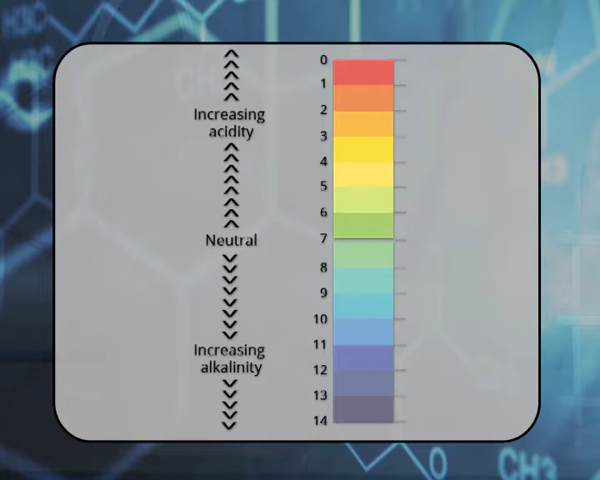 H3C
Increasing
acidity
Neutral
Increasing
alkalinity
0
1
2
3
4
5
6
7
8
9
10
11
12
13
14
O
CH3